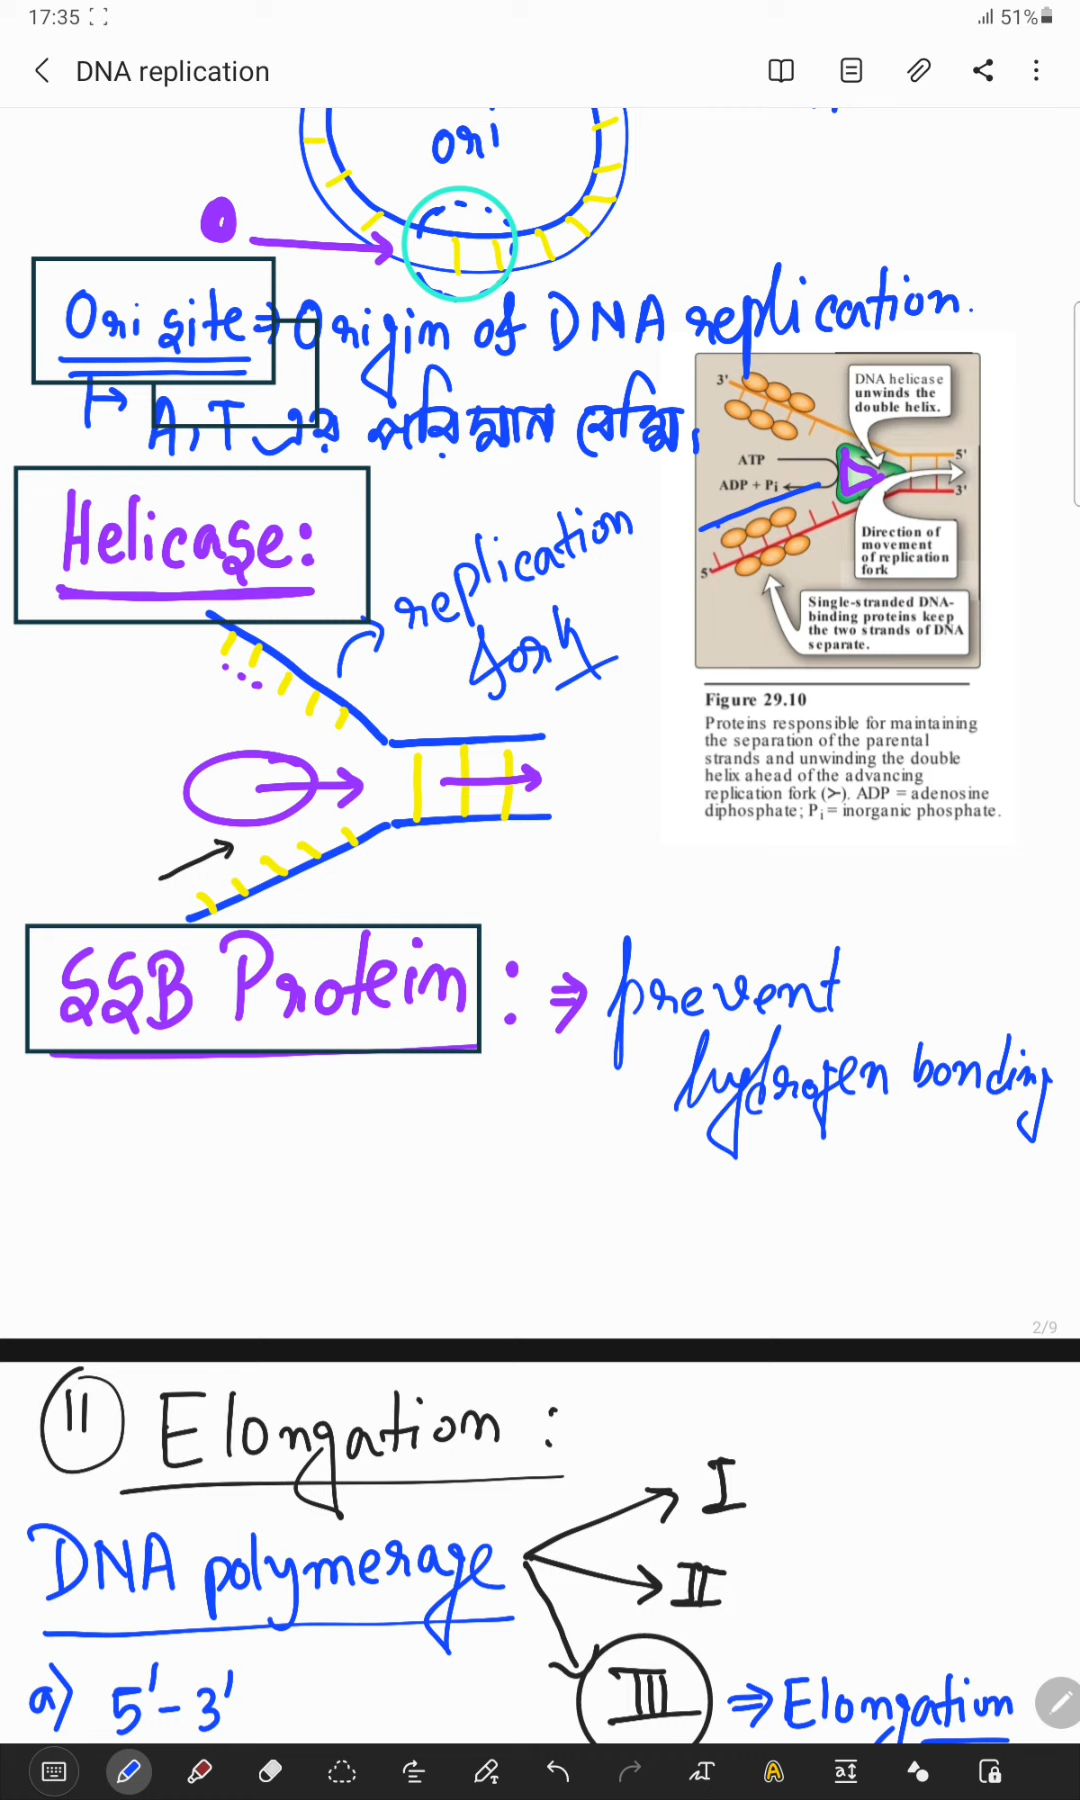 17:35
51%
DNA replication
ori
Ori site ⇒ Origin of DNA replication.
A, T এর পরিমান বেশি।
Helicase:
replication
fork
3'
DNA helicase
unwinds the
double helix.
ATP
5'
ADP + Pi
3'
Direction of
movement
of replication
fork
5'
Single-stranded DNA-
binding proteins keep
the two strands of DNA
separate.
Figure 29.10
Proteins responsible for maintaining
the separation of the parental
strands and unwinding the double
helix ahead of the advancing
replication fork (≻). ADP = adenosine
diphosphate; Pi = inorganic phosphate.
SSB Protein : ⇒ prevent
hydrogen bonding
2/9
II Elongation :
I
DNA polymerase
II
a) 5'-3'
III ⇒ Elongation